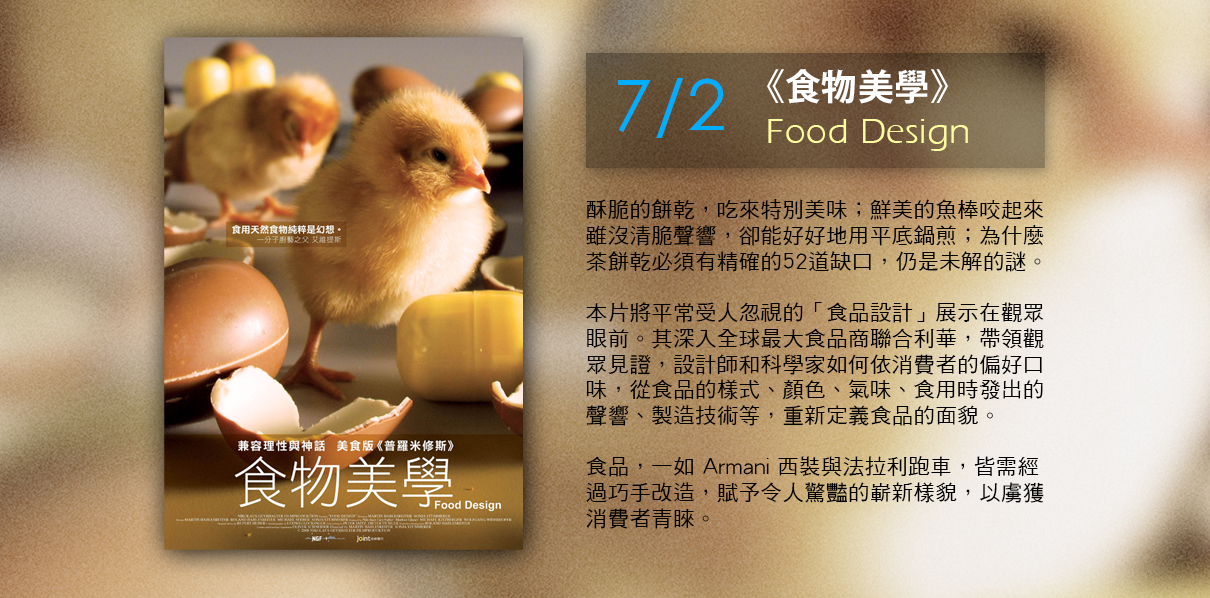 食用天然食物純粹是幻想。
—分子廚藝之父 艾維提斯
兼容理性與神話 美食版《普羅米修斯》
食物美學
Food Design
NGF
joint
7/2
《食物美學》
Food Design
酥脆的餅乾，吃來特別美味；鮮美的魚棒咬起來
雖沒清脆聲響，卻能好好地用平底鍋煎；為什麼
茶餅乾必須有精確的52道缺口，仍是未解的謎。
本片將平常受人忽視的「食品設計」展示在觀眾
眼前。其深入全球最大食品商聯合利華，帶領觀
眾見證，設計師和科學家如何依消費者的偏好口
味，從食品的樣式、顏色、氣味、食用時發出的
聲響、製造技術等，重新定義食品的面貌。
食品，一如 Armani 西裝與法拉利跑車，皆需經
過巧手改造，賦予令人驚豔的嶄新樣貌，以虜獲
消費者青睞。